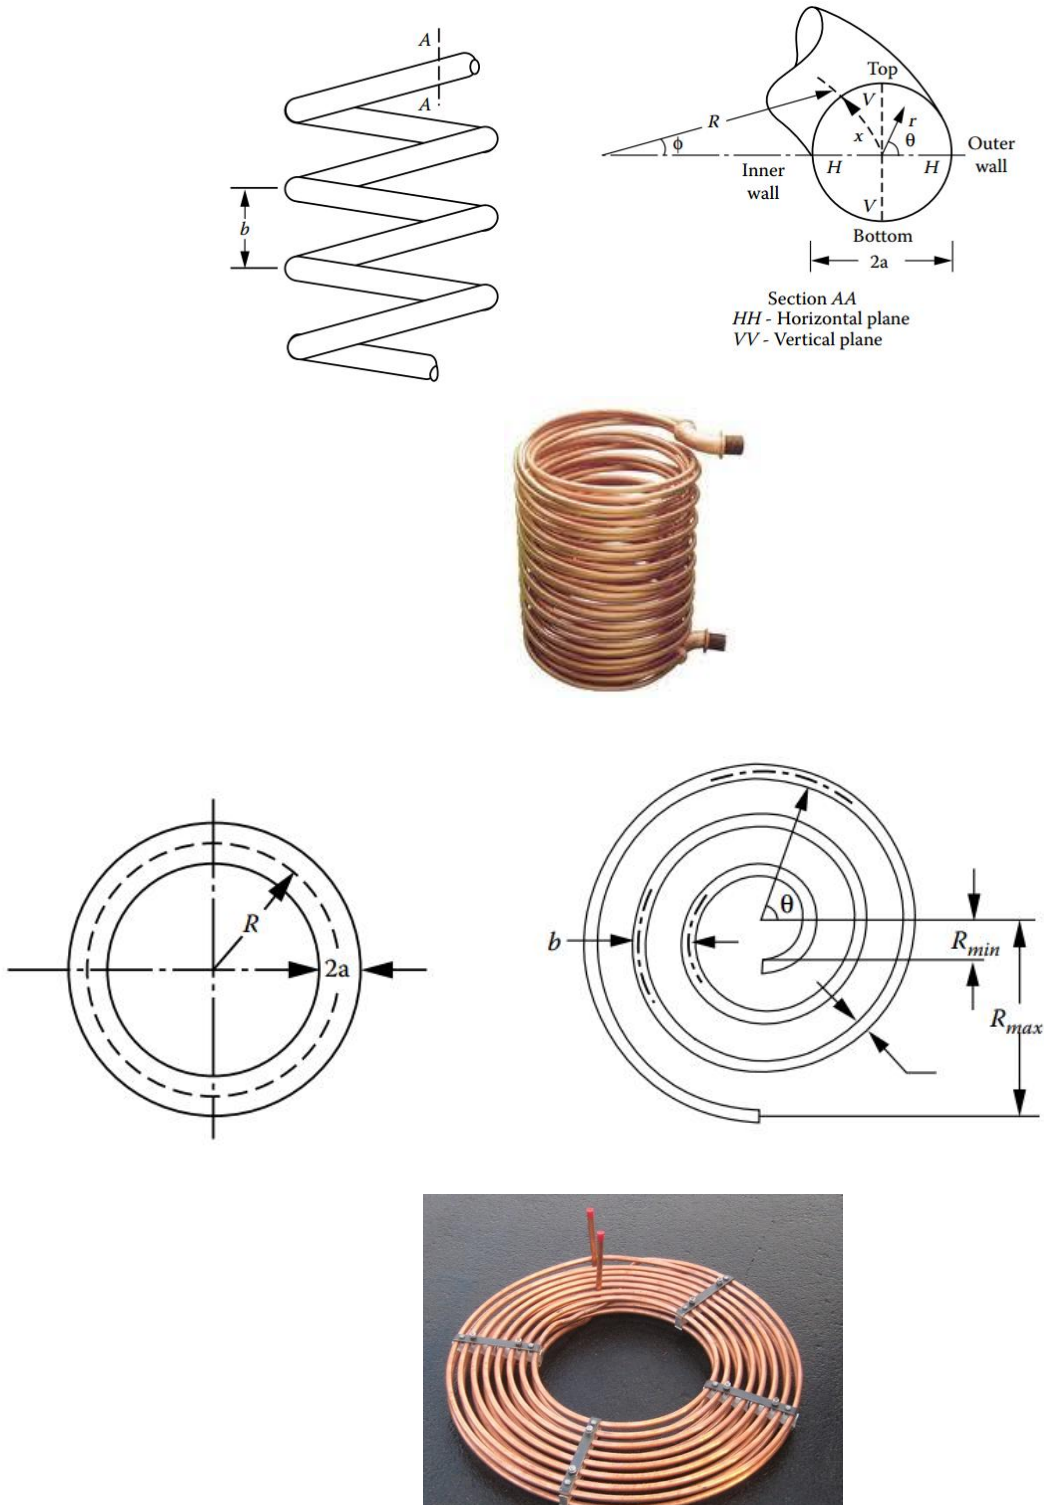 A
A
b
R
ϕ
Top
V
r
x
θ
Inner
wall
H
H
Outer
wall
V
Bottom
2a
Section AA
HH - Horizontal plane
VV - Vertical plane
R
2a
θ
b
R_min
R_max